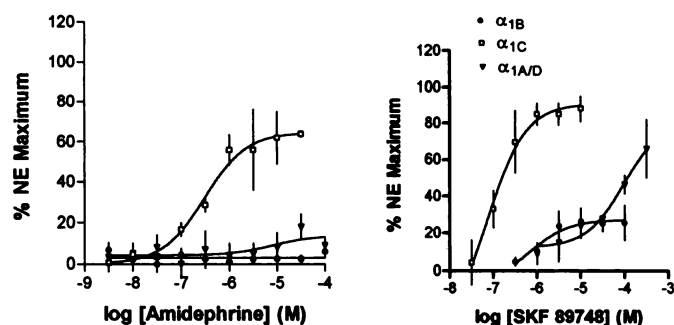 % NE Maximum
120
100
80
60
40
20
0
-9 -8 -7 -6 -5 -4
log [Amidephrine] (M)
α1B
α1C
α1A/D
% NE Maximum
120
100
80
60
40
20
0
-8 -7 -6 -5 -4 -3
log [SKF 89748] (M)